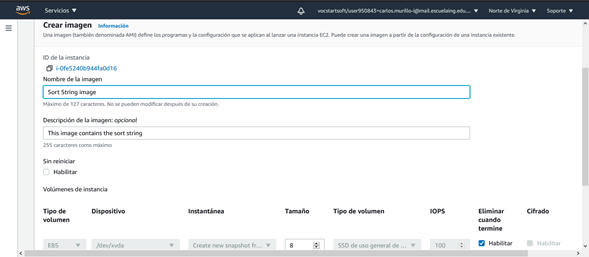 aws
Servicios
vocstartsoft/user950843=carlos.murillo-i@mail.escuelaing.edu....
Norte de Virginia
Soporte
Crear imagen
Información
Una imagen (también denominada AMI) define los programas y la configuración que se aplican al lanzar una instancia EC2. Puede crear una imagen a partir de la configuración de una instancia existente.
ID de la instancia
i-0fe5240b944fa0d16
Nombre de la imagen
Sort String image
Máximo de 127 caracteres. No se pueden modificar después de su creación.
Descripción de la imagen: opcional
This image contains the sort string
255 caracteres como máximo
Sin reiniciar
Habilitar
Volúmenes de instancia
Tipo de volumen
Dispositivo
Instantánea
Tamaño
Tipo de volumen
IOPS
Eliminar cuando termine
Cifrado
EBS
/dev/xvda
Create new snapshot fr...
8
SSD de uso general de ...
100
Habilitar
Habilitar